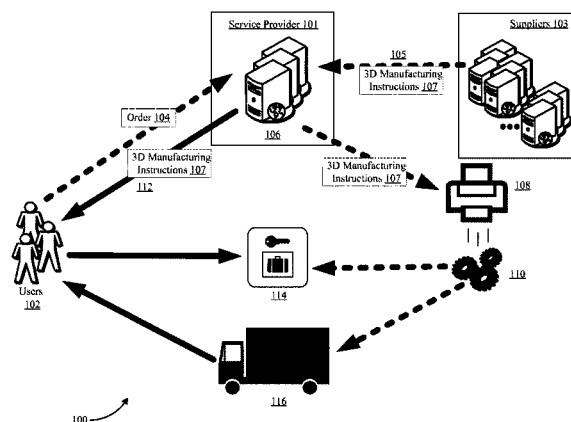 Service Provider 101
Suppliers 103
105
3D Manufacturing
Instructions 107
106
Order 104
3D Manufacturing
Instructions 107
112
3D Manufacturing
Instructions 107
108
Users
102
114
110
116
100